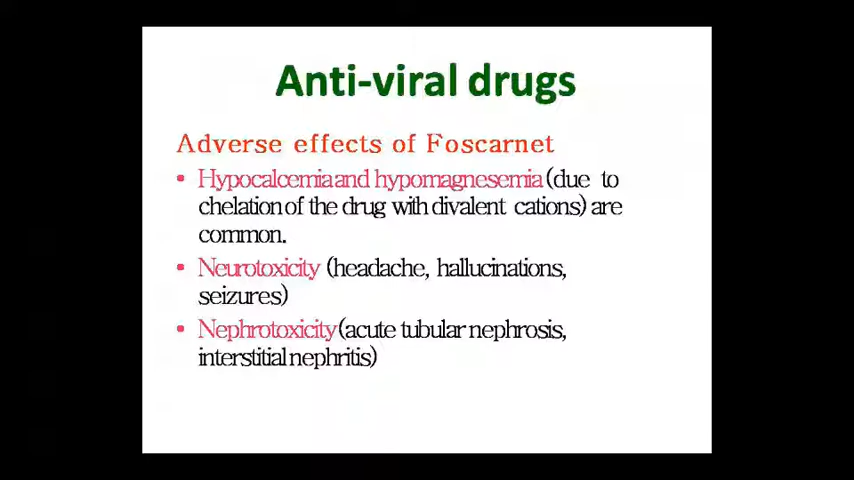 Anti-viral drugs
Adverse effects of Foscarnet
• Hypocalcemia and hypomagnesemia (due to
chelation of the drug with divalent cations) are
common.
• Neurotoxicity (headache, hallucinations,
seizures)
• Nephrotoxicity (acute tubular nephrosis,
interstitial nephritis)